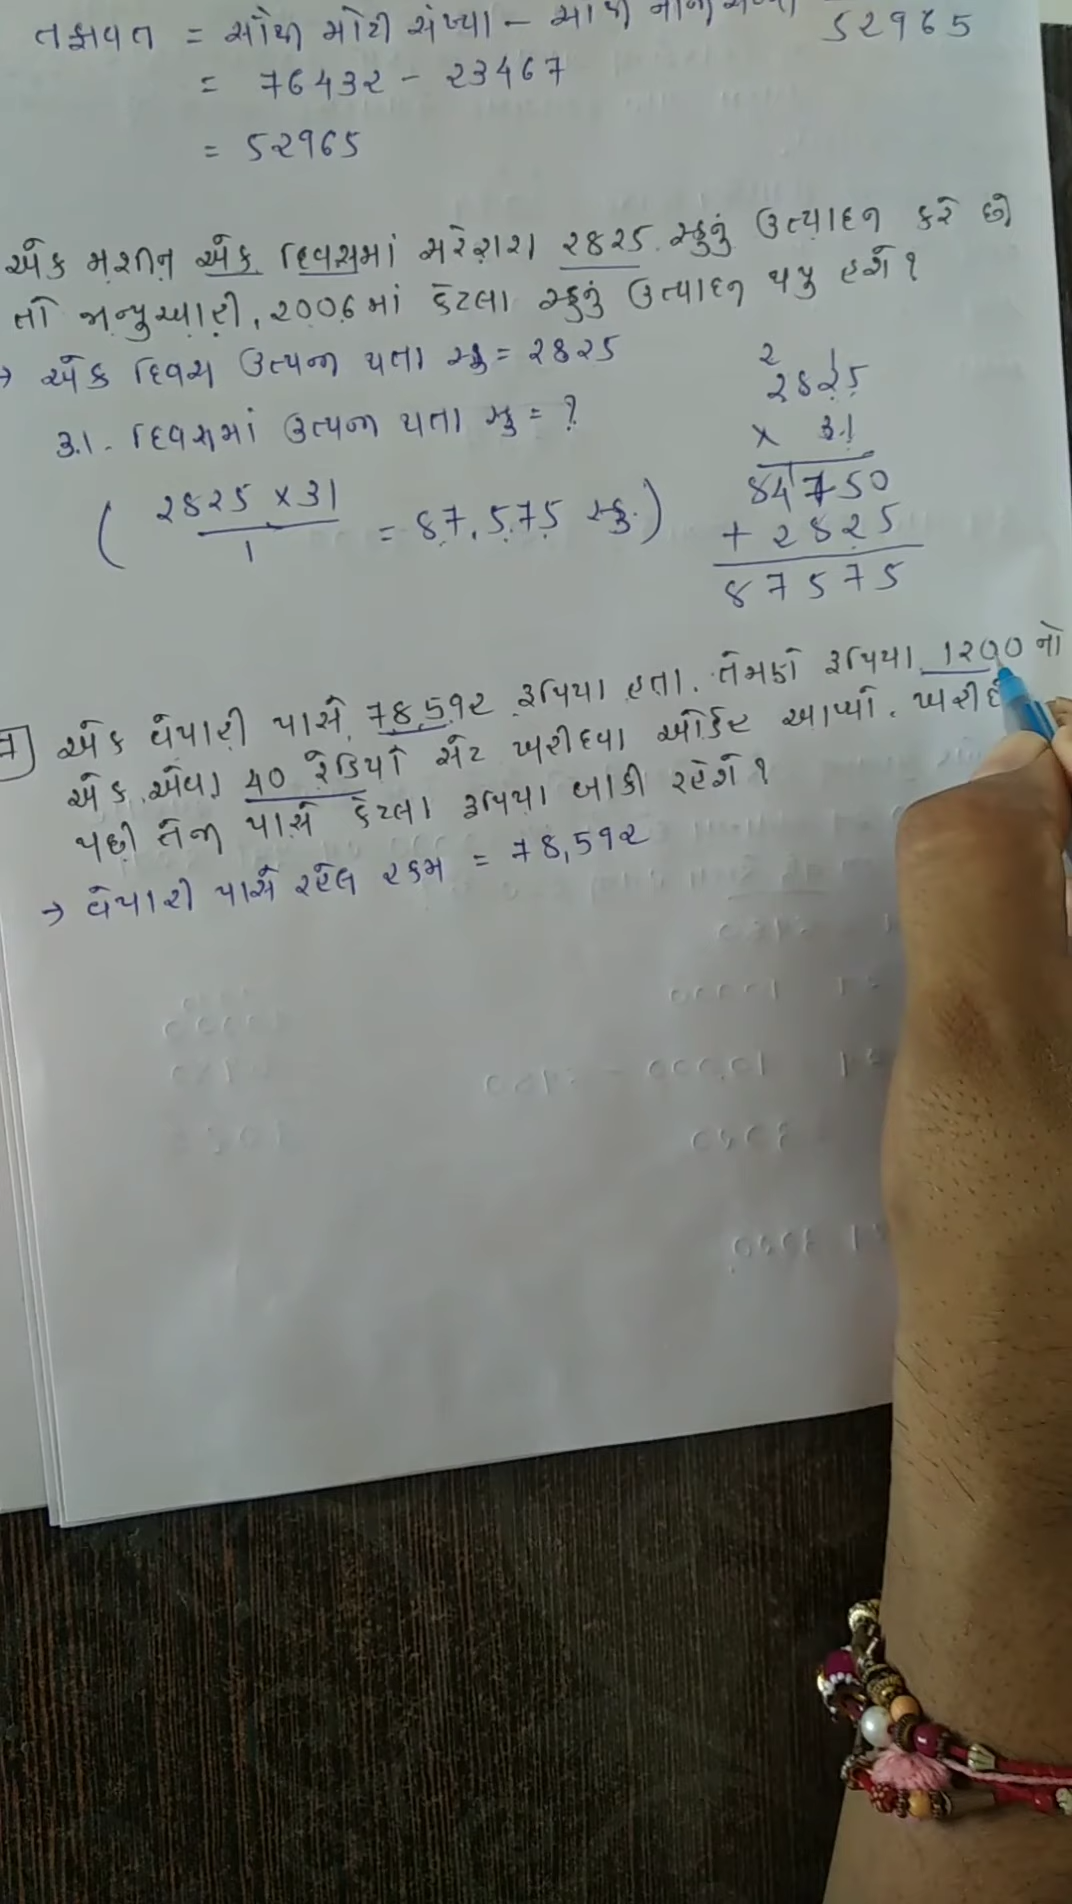 તફાવત = સૌથી મોટી સંખ્યા -
52965
= 76432 - 23467
= 52965
એક મશીન એક દિવસમાં સરેરાશ 2825 સ્ક્રુનું ઉત્પાદન કરે છે
તો જાન્યુઆરી, 2006માં કેટલા સ્ક્રુનું ઉત્પાદન થયુ હશે?
→ એક દિવસ ઉત્પન્ન થતા સ્ક્રુ = 2825
31 - દિવસમાં ઉત્પન્ન થતા સ્ક્રુ = ?
( 2825 x 31 / 1 = 87,575 સ્ક્રુ. )
2 1
2825
x 31
84750
+ 2825
87575
7 એક વેપારી પાસે 78,592 રૂપિયા હતા. તેમણે રૂપિયા 1200 નો
એક એવા 40 રેડિયો સેટ ખરીદવા ઓર્ડર આપ્યો. ખરીદી
પછી તેની પાસે કેટલા રૂપિયા બાકી રહેશે?
→ વેપારી પાસે રહેલ રકમ = 78,592